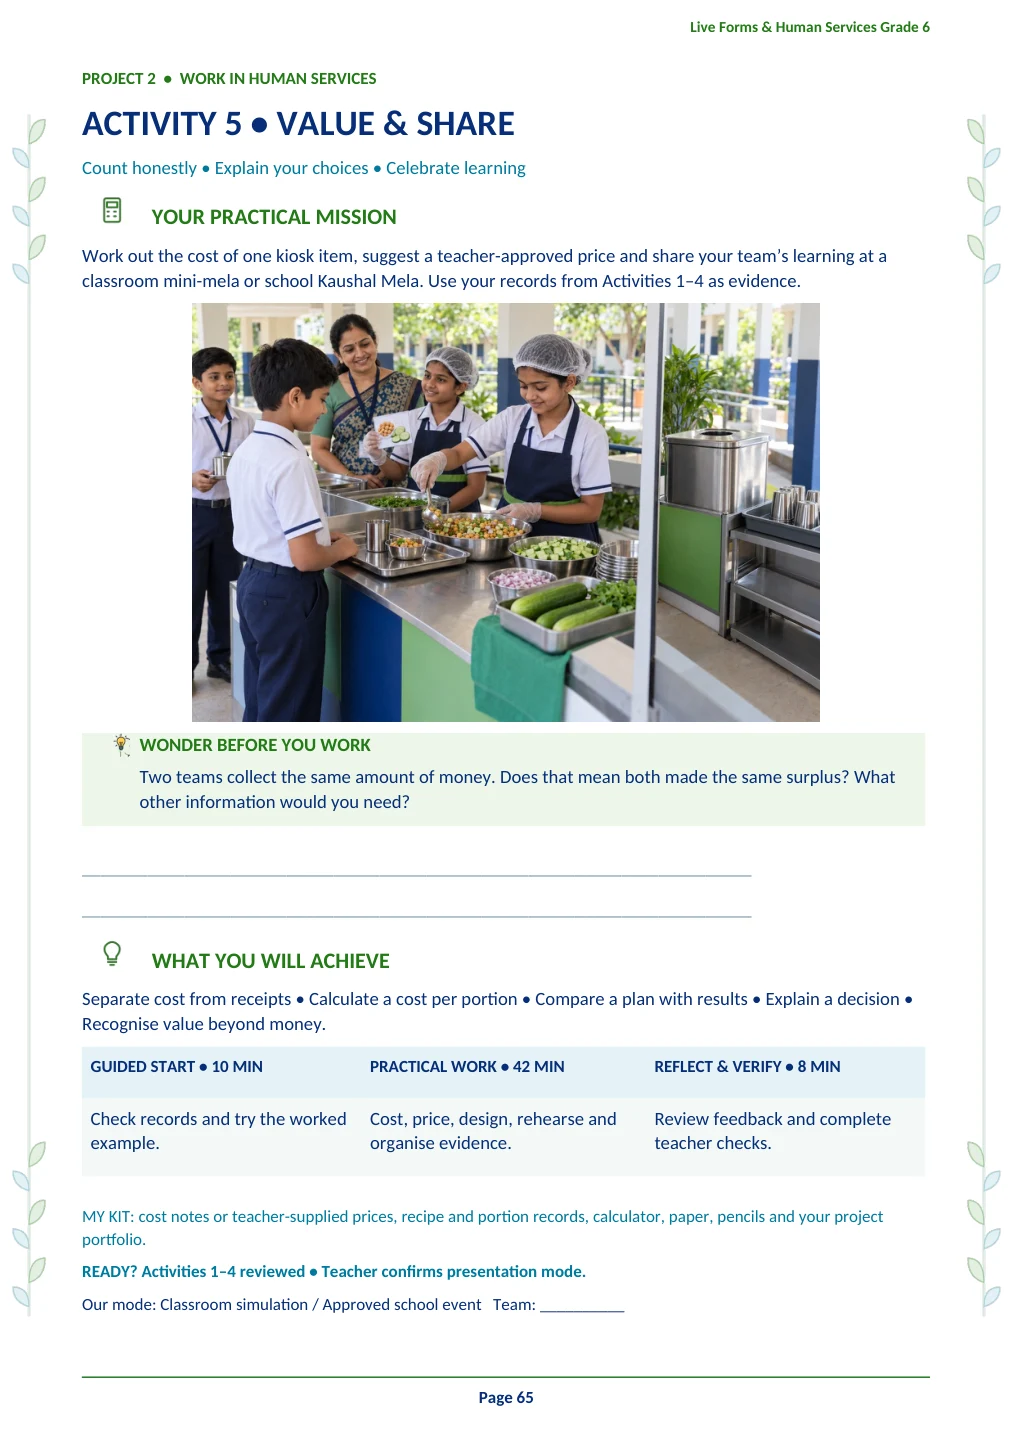 Live Forms & Human Services Grade 6
PROJECT 2 ● WORK IN HUMAN SERVICES
ACTIVITY 5 ● VALUE & SHARE
Count honestly ● Explain your choices ● Celebrate learning
YOUR PRACTICAL MISSION
Work out the cost of one kiosk item, suggest a teacher-approved price and share your team’s learning at a
classroom mini-mela or school Kaushal Mela. Use your records from Activities 1–4 as evidence.
WONDER BEFORE YOU WORK
Two teams collect the same amount of money. Does that mean both made the same surplus? What
other information would you need?
WHAT YOU WILL ACHIEVE
Separate cost from receipts ● Calculate a cost per portion ● Compare a plan with results ● Explain a decision ●
Recognise value beyond money.
GUIDED START ● 10 MIN
Check records and try the worked
example.
PRACTICAL WORK ● 42 MIN
Cost, price, design, rehearse and
organise evidence.
REFLECT & VERIFY ● 8 MIN
Review feedback and complete
teacher checks.
MY KIT: cost notes or teacher-supplied prices, recipe and portion records, calculator, paper, pencils and your project
portfolio.
READY? Activities 1–4 reviewed ● Teacher confirms presentation mode.
Our mode: Classroom simulation / Approved school event Team: __________
Page 65